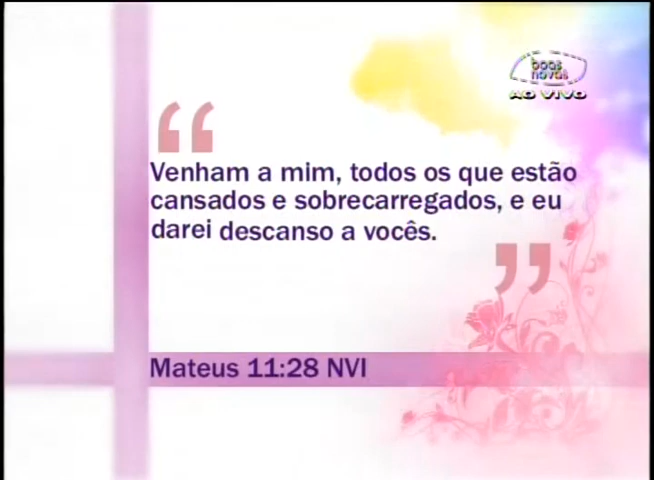 boas
novas
AO VIVO
“
Venham a mim, todos os que estão
cansados e sobrecarregados, e eu
darei descanso a vocês.
”
Mateus 11:28 NVI